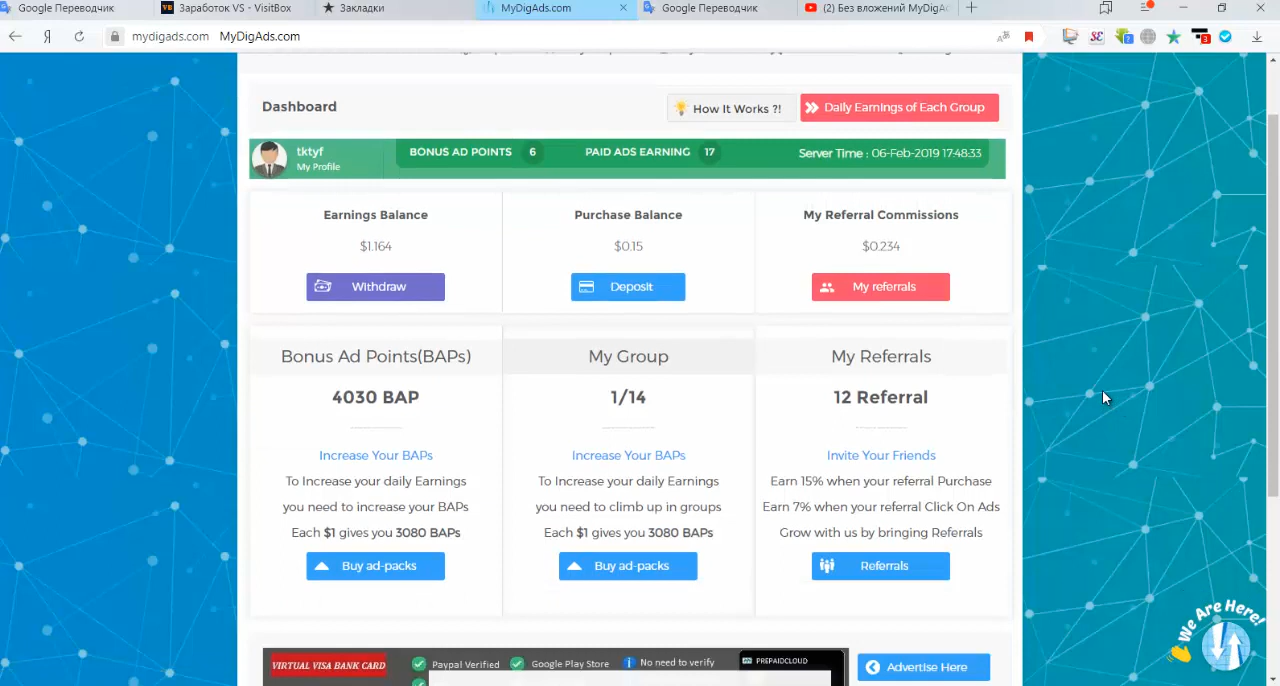 Google Переводчик
VB Заработок VS - VisitBox
Закладки
MyDigAds.com
Google Переводчик
(2) Без вложений MyDigA
mydigads.com MyDigAds.com
Dashboard
How It Works ?!
Daily Earnings of Each Group
tktyf
My Profile
BONUS AD POINTS 6
PAID ADS EARNING 17
Server Time : 06-Feb-2019 17:48:33
Earnings Balance
$1.164
Withdraw
Purchase Balance
$0.15
Deposit
My Referral Commissions
$0.234
My referrals
Bonus Ad Points(BAPs)
4030 BAP
Increase Your BAPs
To Increase your daily Earnings
you need to increase your BAPs
Each $1 gives you 3080 BAPs
Buy ad-packs
My Group
1/14
Increase Your BAPs
To Increase your daily Earnings
you need to climb up in groups
Each $1 gives you 3080 BAPs
Buy ad-packs
My Referrals
12 Referral
Invite Your Friends
Earn 15% when your referral Purchase
Earn 7% when your referral Click On Ads
Grow with us by bringing Referrals
Referrals
VIRTUAL VISA BANK CARD
Paypal Verified
Google Play Store
No need to verify
PREPAIDCLOUD
Advertise Here
We Are Here!